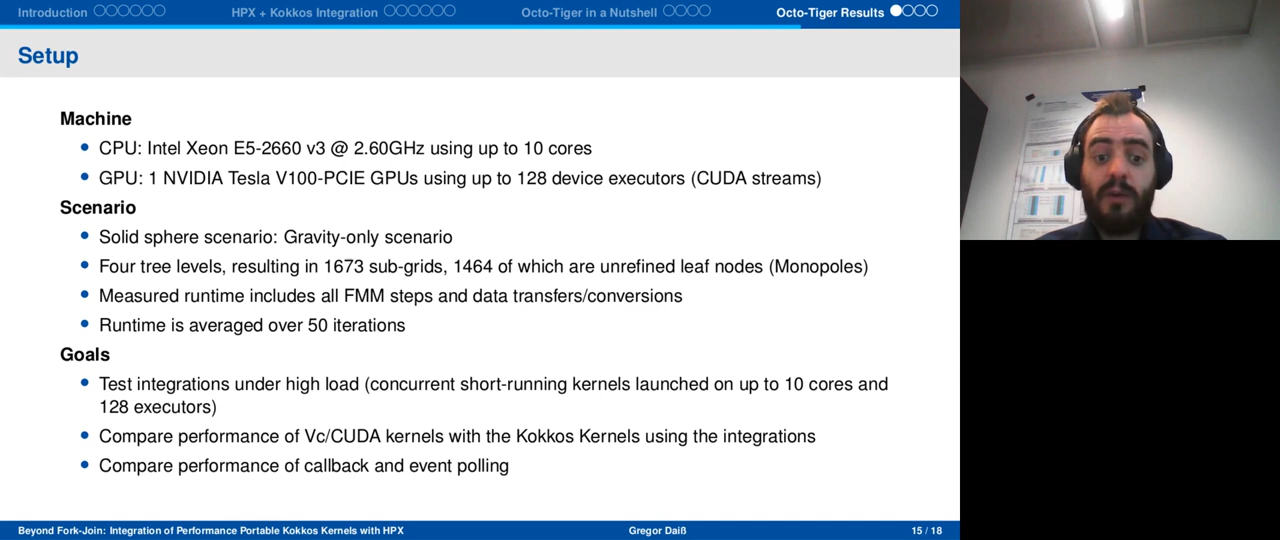 Introduction HPX + Kokkos Integration Octo-Tiger in a Nutshell Octo-Tiger Results
Setup
Machine
CPU: Intel Xeon E5-2660 v3 @ 2.60GHz using up to 10 cores
GPU: 1 NVIDIA Tesla V100-PCIE GPUs using up to 128 device executors (CUDA streams)
Scenario
Solid sphere scenario: Gravity-only scenario
Four tree levels, resulting in 1673 sub-grids, 1464 of which are unrefined leaf nodes (Monopoles)
Measured runtime includes all FMM steps and data transfers/conversions
Runtime is averaged over 50 iterations
Goals
Test integrations under high load (concurrent short-running kernels launched on up to 10 cores and
128 executors)
Compare performance of Vc/CUDA kernels with the Kokkos Kernels using the integrations
Compare performance of callback and event polling
Beyond Fork-Join: Integration of Performance Portable Kokkos Kernels with HPX Gregor Daiß 15 / 18